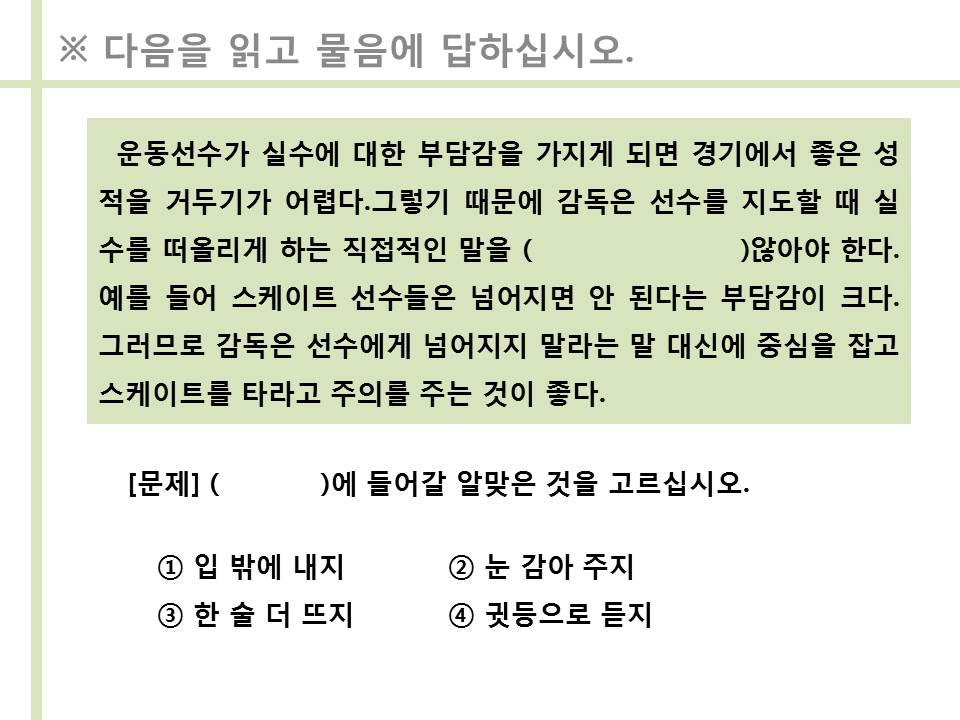 ※ 다음을 읽고 물음에 답하십시오.
운동선수가 실수에 대한 부담감을 가지게 되면 경기에서 좋은 성
적을 거두기가 어렵다.그렇기 때문에 감독은 선수를 지도할 때 실
수를 떠올리게 하는 직접적인 말을 (                    )않아야 한다.
예를 들어 스케이트 선수들은 넘어지면 안 된다는 부담감이 크다.
그러므로 감독은 선수에게 넘어지지 말라는 말 대신에 중심을 잡고
스케이트를 타라고 주의를 주는 것이 좋다.
[문제] (          )에 들어갈 알맞은 것을 고르십시오.
① 입 밖에 내지 ② 눈 감아 주지
③ 한 술 더 뜨지 ④ 귓등으로 듣지